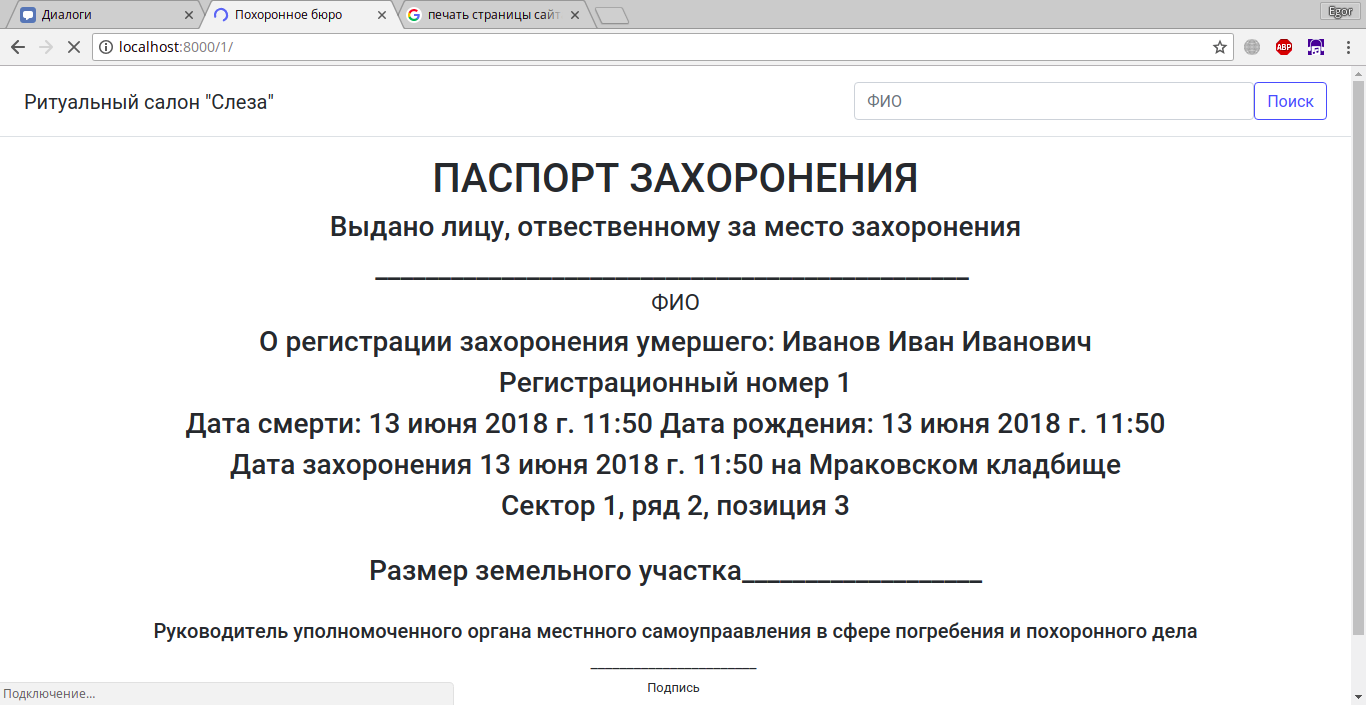 Диалоги
Похоронное бюро
печать страницы сайт
Egor
localhost:8000/1/
ABP
Ритуальный салон "Слеза"
ФИО
Поиск
ПАСПОРТ ЗАХОРОНЕНИЯ
Выдано лицу, отвественному за место захоронения
_______________________________________________
ФИО
О регистрации захоронения умершего: Иванов Иван Иванович
Регистрационный номер 1
Дата смерти: 13 июня 2018 г. 11:50 Дата рождения: 13 июня 2018 г. 11:50
Дата захоронения 13 июня 2018 г. 11:50 на Мраковском кладбище
Сектор 1, ряд 2, позиция 3
Размер земельного участка___________________
Руководитель уполномоченного органа местнного самоупраавления в сфере погребения и похоронного дела
_______________________
Подпись
Подключение...